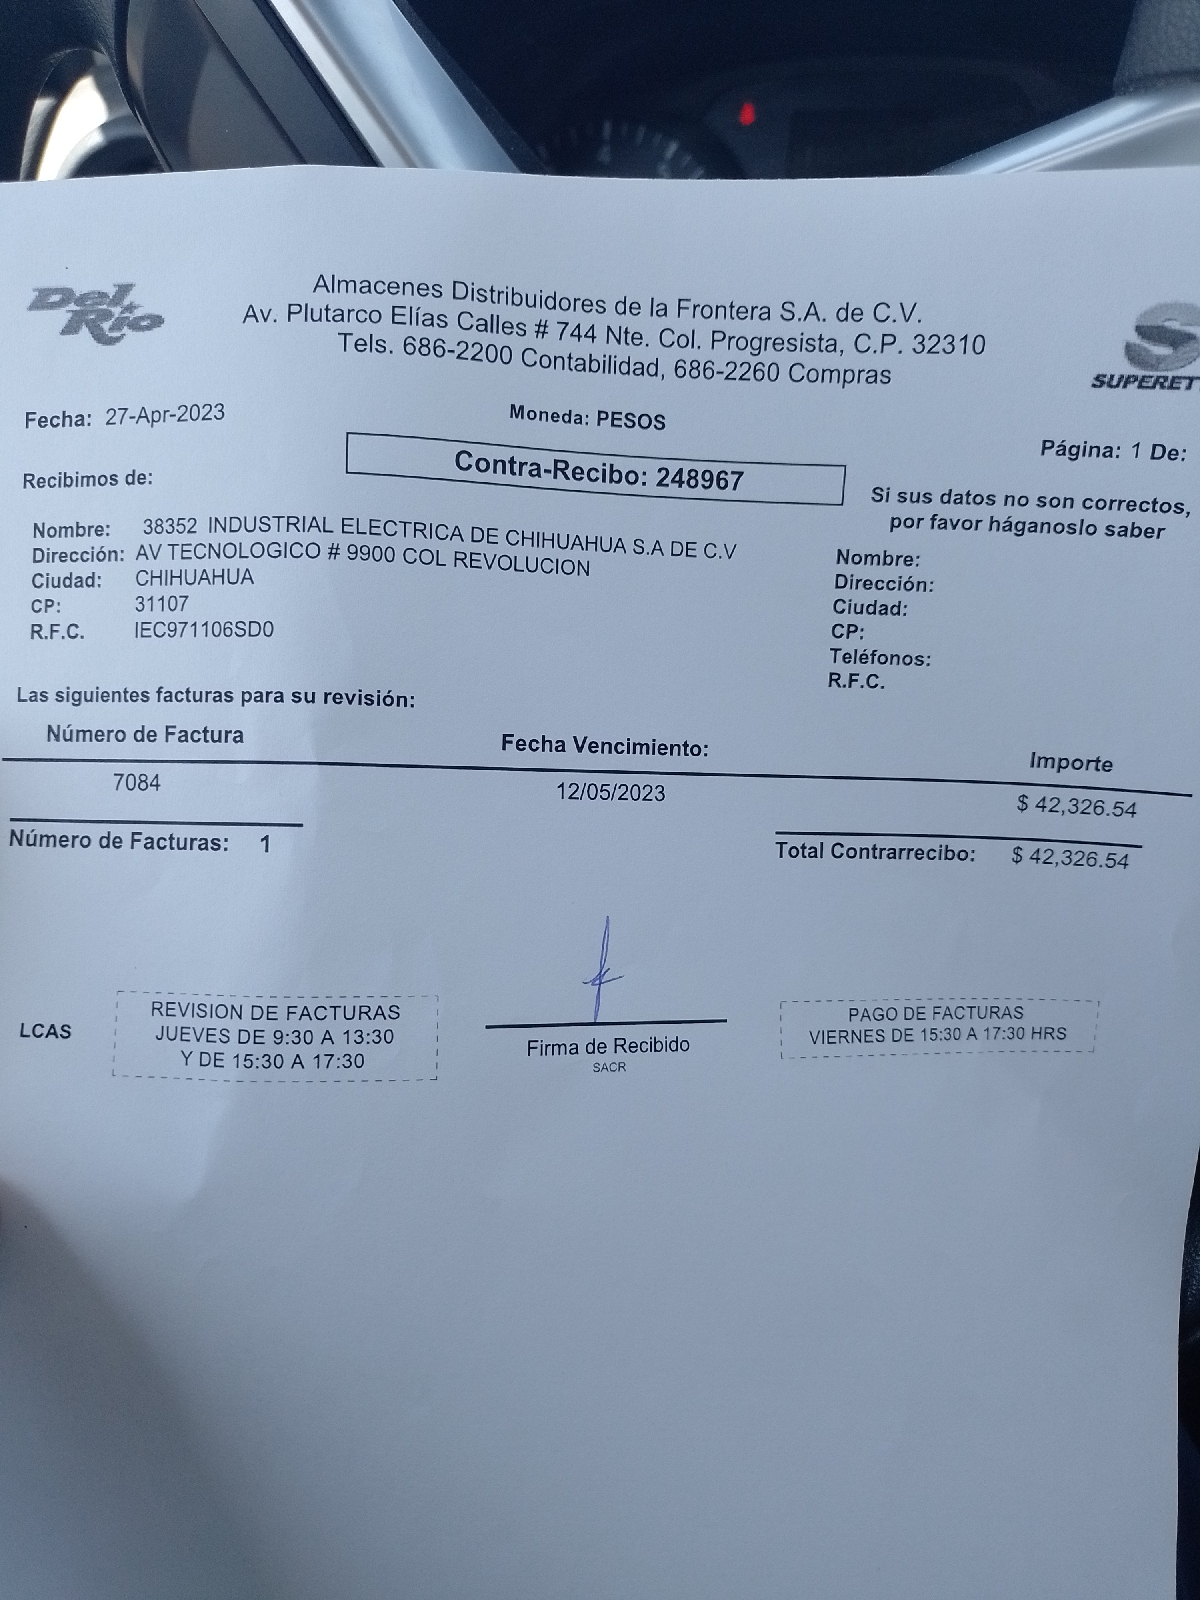 Del Rio
Almacenes Distribuidores de la Frontera S.A. de C.V.
Av. Plutarco Elías Calles # 744 Nte. Col. Progresista, C.P. 32310
Tels. 686-2200 Contabilidad, 686-2260 Compras
SUPERET
Fecha: 27-Apr-2023
Moneda: PESOS
Página: 1 De:
Contra-Recibo: 248967
Recibimos de:
Si sus datos no son correctos,
por favor háganoslo saber
Nombre: 38352 INDUSTRIAL ELECTRICA DE CHIHUAHUA S.A DE C.V
Dirección: AV TECNOLOGICO # 9900 COL REVOLUCION
Ciudad: CHIHUAHUA
CP: 31107
R.F.C. IEC971106SD0
Nombre:
Dirección:
Ciudad:
CP:
Teléfonos:
R.F.C.
Las siguientes facturas para su revisión:
Número de Factura Fecha Vencimiento: Importe
7084 12/05/2023 $ 42,326.54
Número de Facturas: 1 Total Contrarrecibo: $ 42,326.54
LCAS
REVISION DE FACTURAS
JUEVES DE 9:30 A 13:30
Y DE 15:30 A 17:30
Firma de Recibido
SACR
PAGO DE FACTURAS
VIERNES DE 15:30 A 17:30 HRS